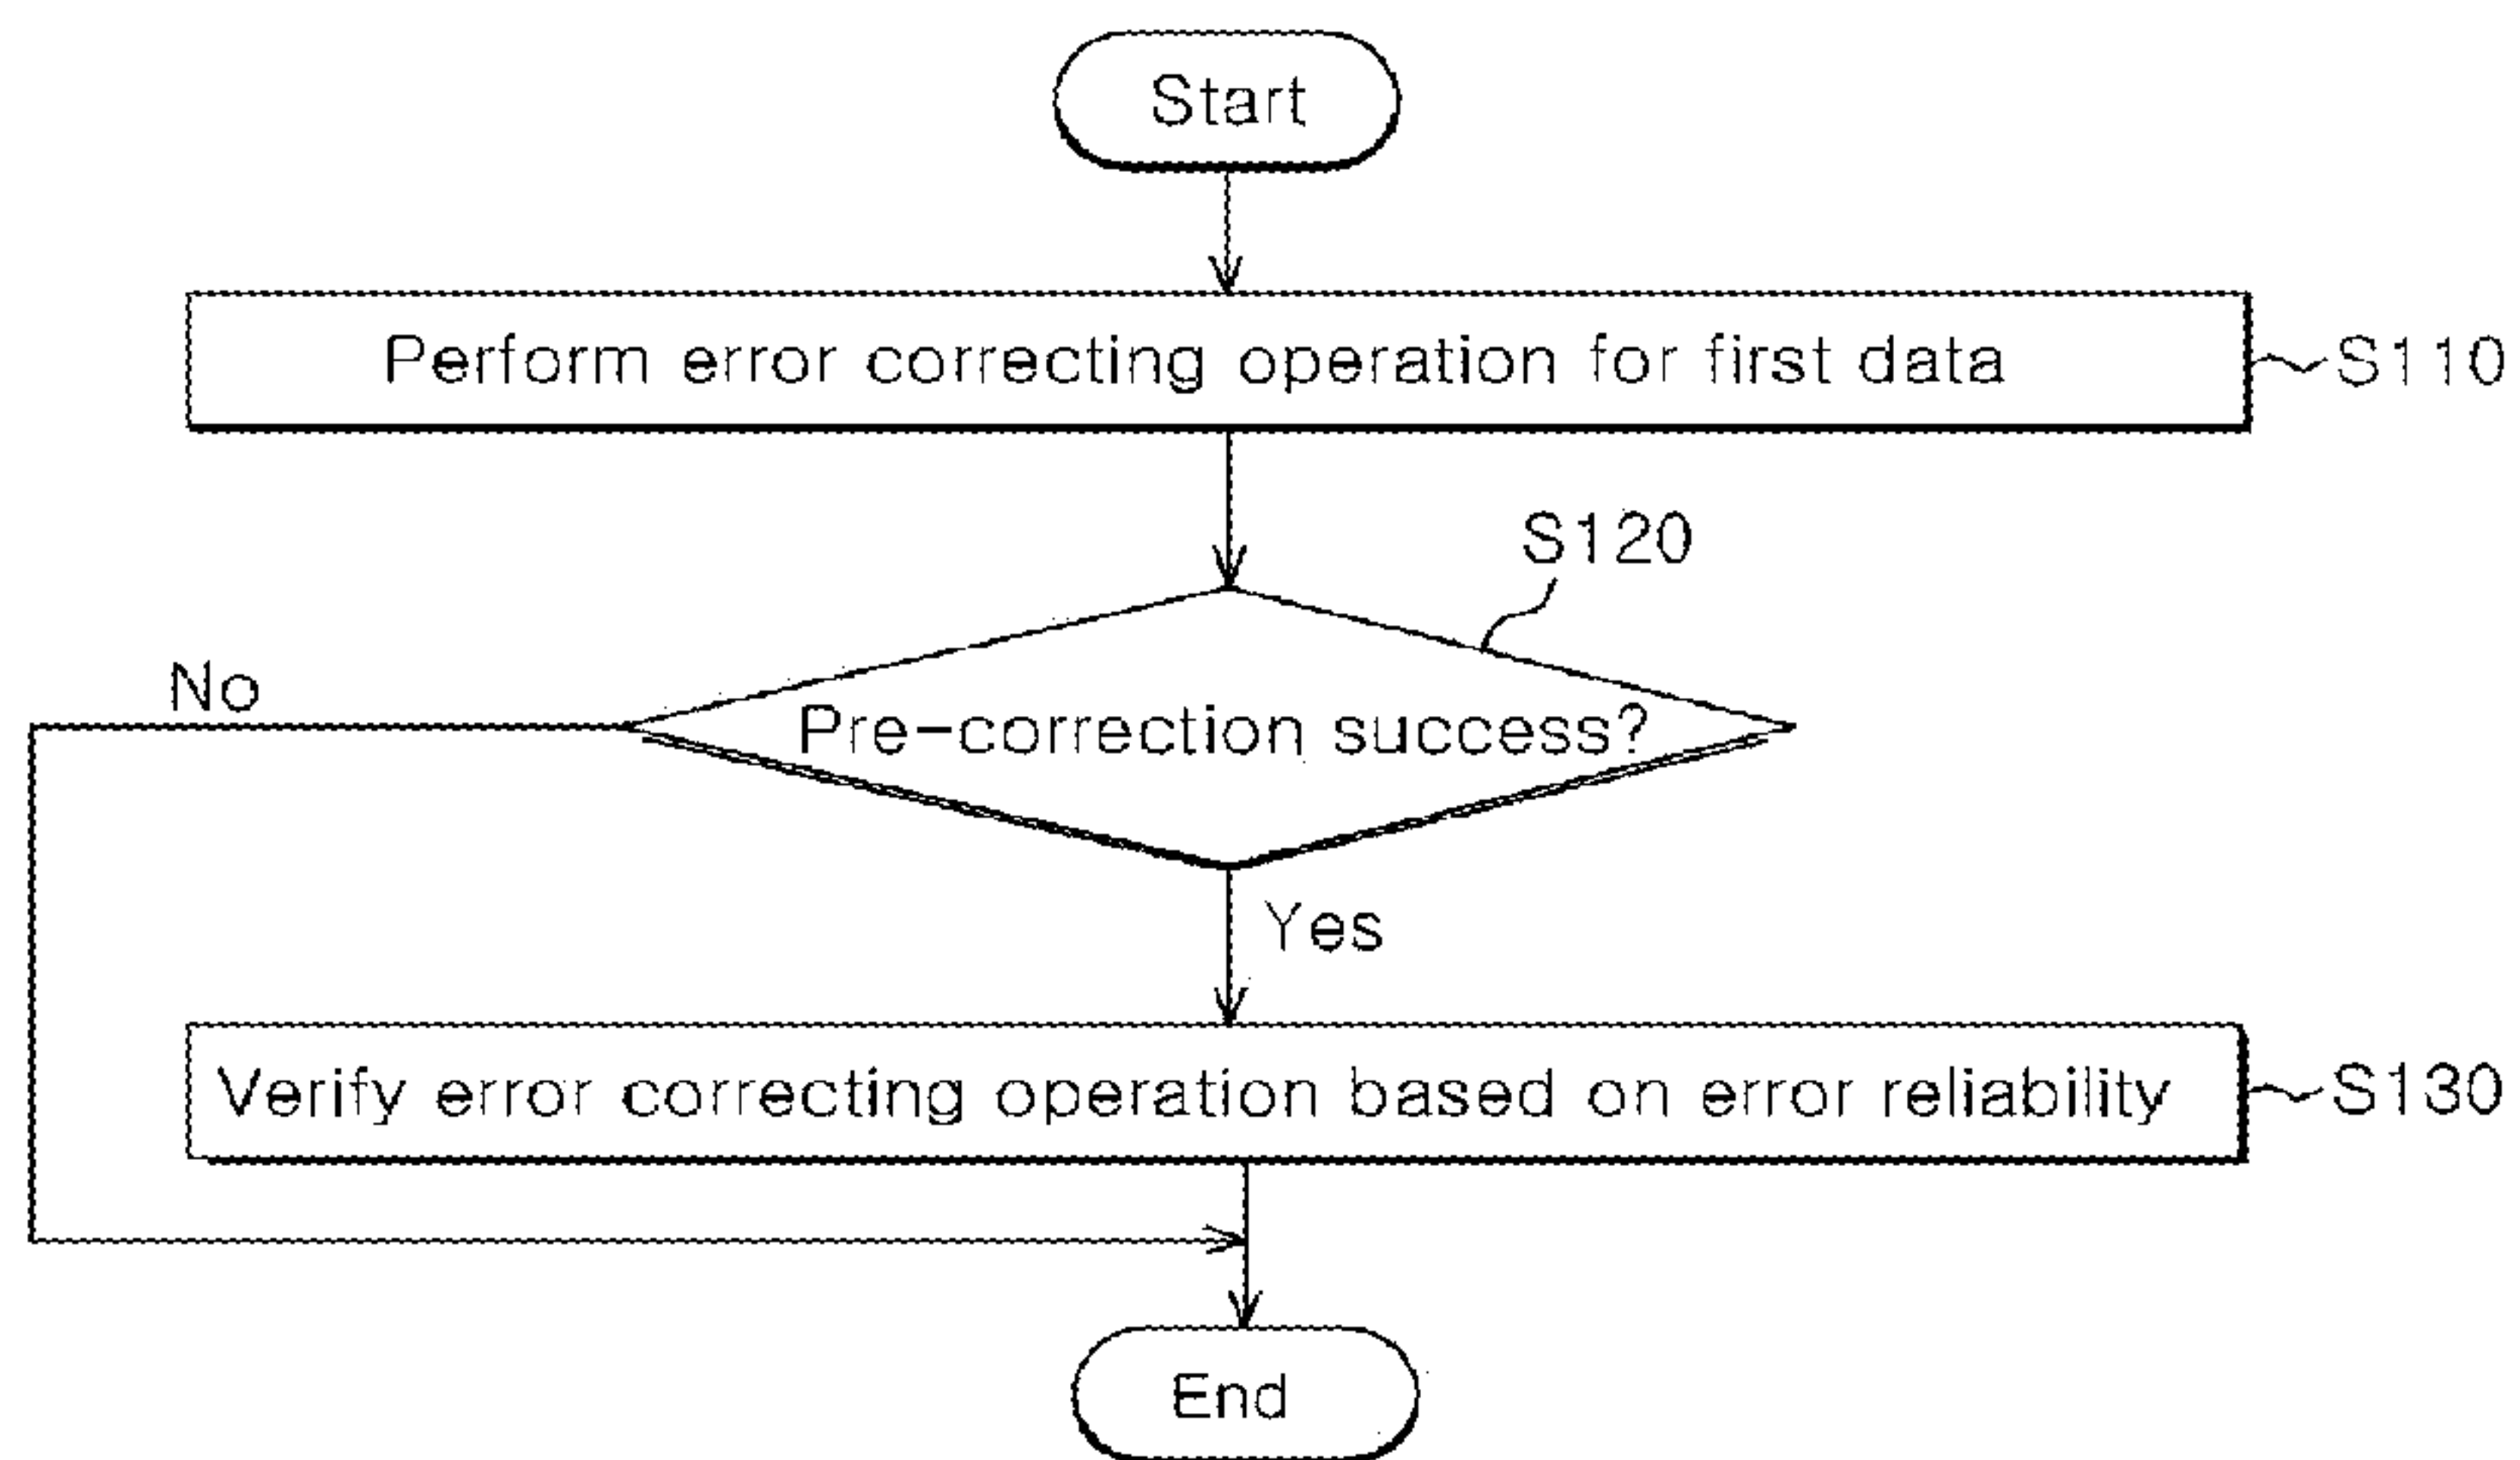 Start
Perform error correcting operation for first data
S110
S120
No
Pre-correction success?
Yes
Verify error correcting operation based on error reliability
S130
End